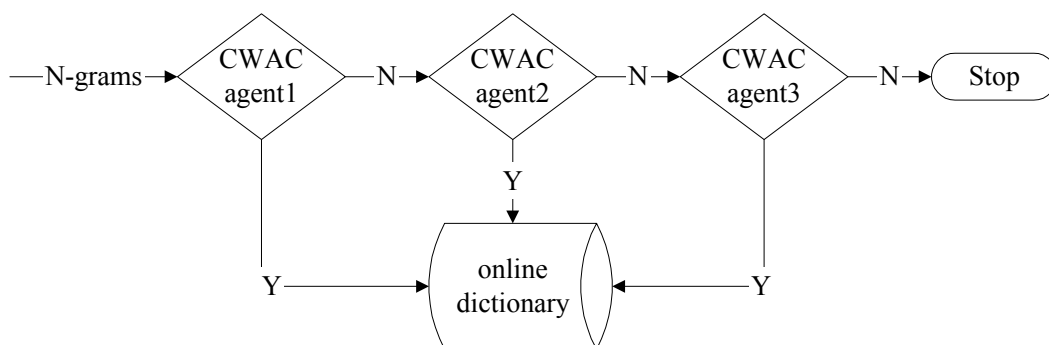 N-grams
CWAC
agent1
N
CWAC
agent2
N
CWAC
agent3
N
Stop
Y
Y
Y
online
dictionary